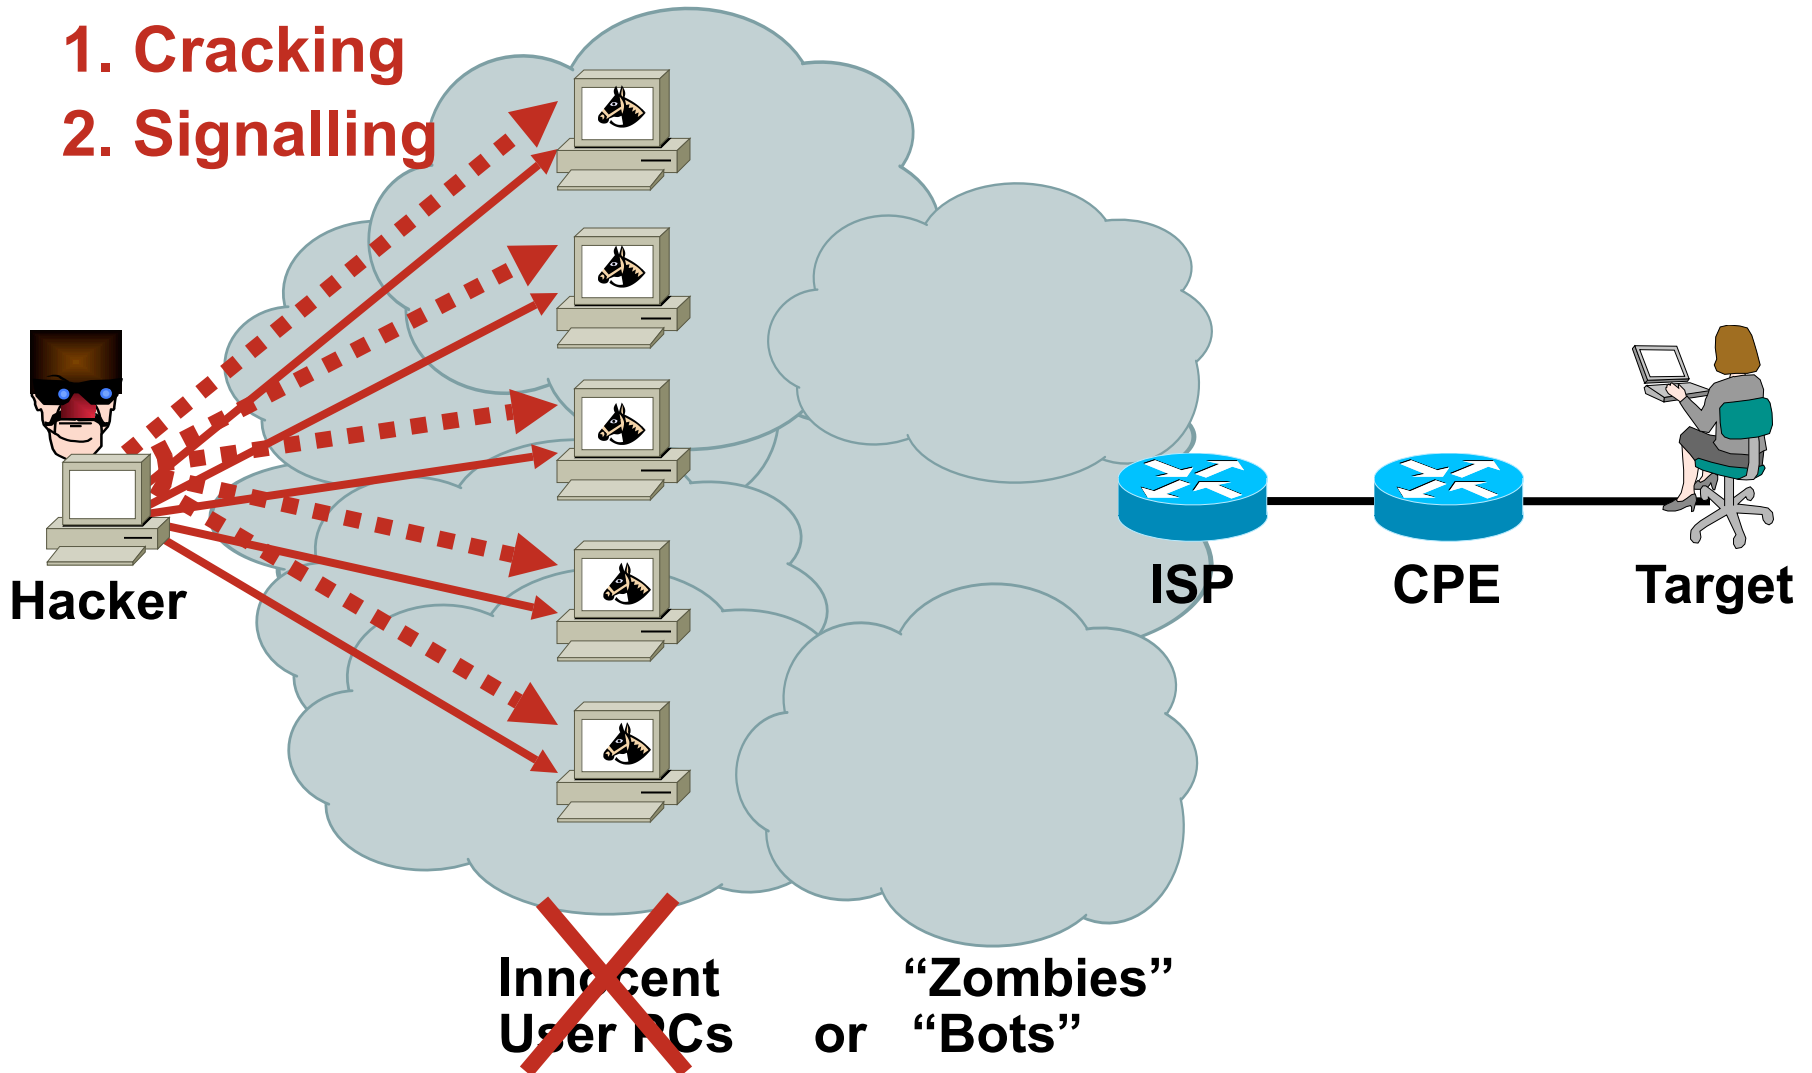 1. Cracking
2. Signalling
Hacker
ISP
CPE
Target
Innocent “Zombies”
User PCs or “Bots”